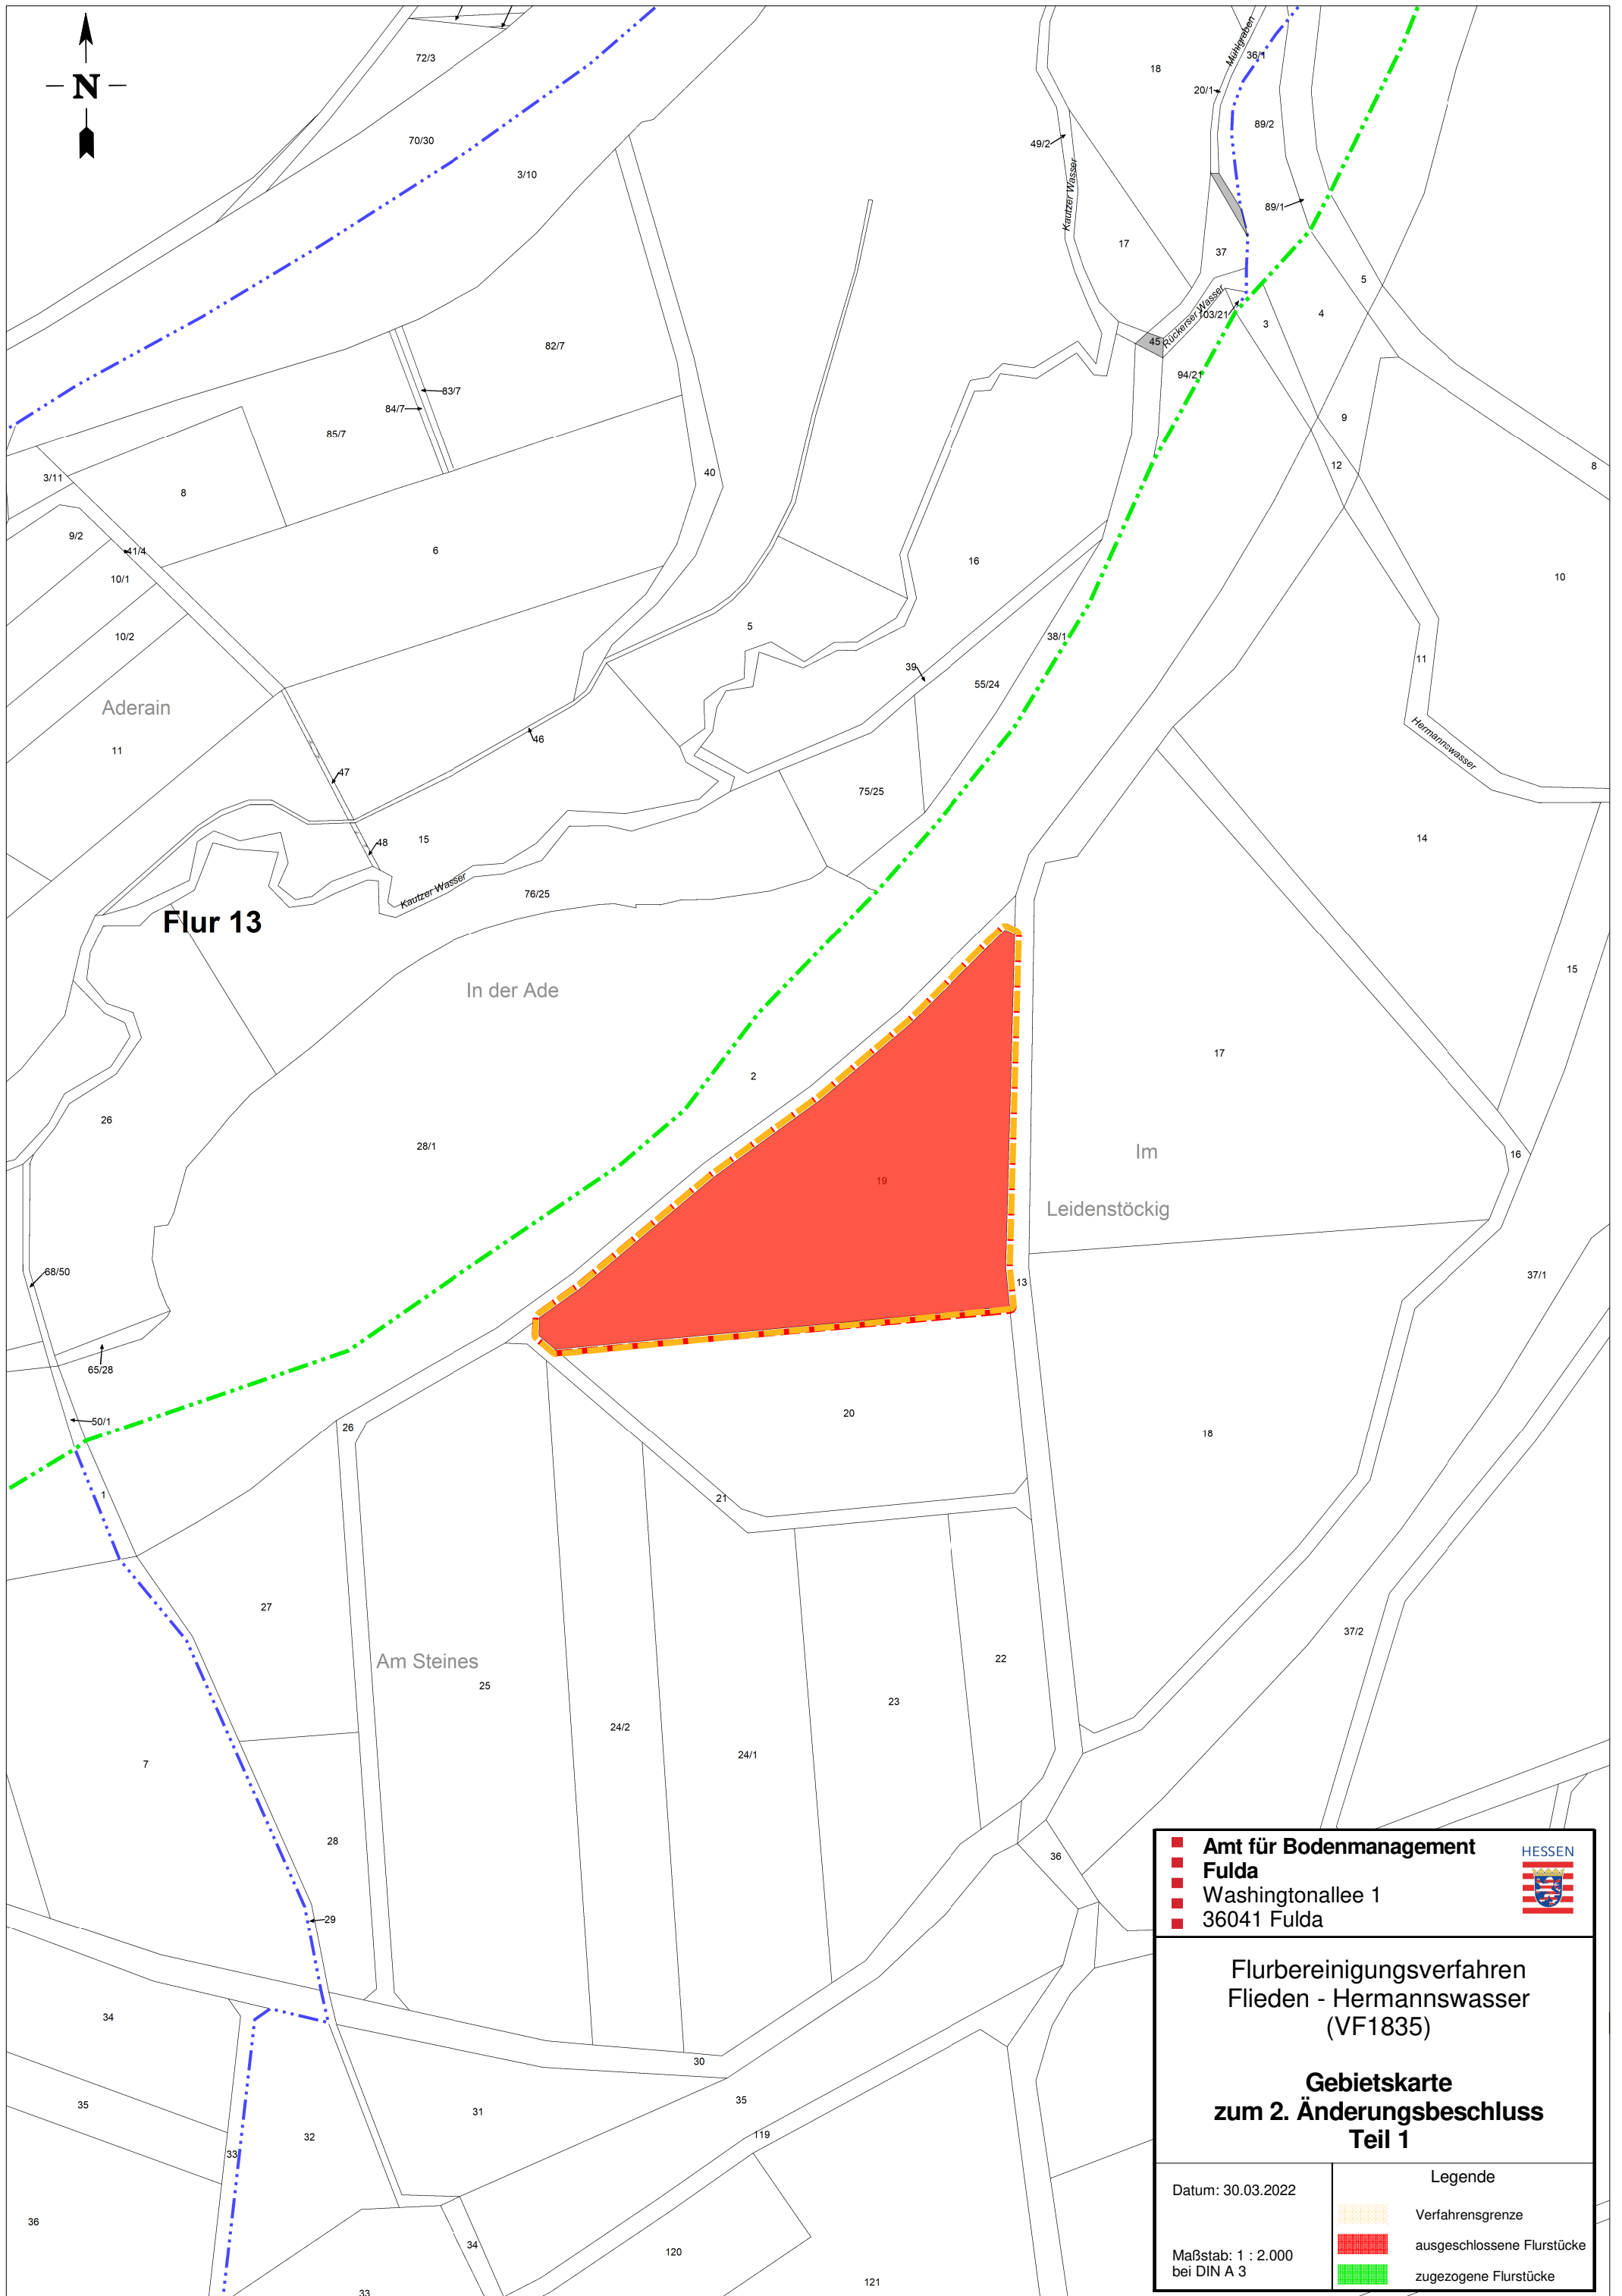 N
72/3
70/30
3/10
18
Mühlgraben
36/1
20/1
89/2
49/2
Kautzer Wasser
89/1
17
37
5
Rückerser Wasser
103/21
3
4
45
94/21
82/7
83/7
84/7
85/7
9
12
8
40
3/11
8
9/2
41/4
10/1
6
16
10
10/2
5
38/1
39
11
55/24
Aderain
46
Hermannswasser
11
47
75/25
48
15
14
Kautzer Wasser
76/25
Flur 13
In der Ade
15
17
2
26
28/1
Im
16
19
Leidenstöckig
68/50
13
37/1
65/28
50/1
20
26
18
1
21
27
37/2
Am Steines
25
22
23
24/2
24/1
7
28
36
29
34
30
35
31
35
32
33
119
36
34
120
121
33
Amt für Bodenmanagement
Fulda
Washingtonallee 1
36041 Fulda
HESSEN
Flurbereinigungsverfahren
Flieden - Hermannswasser
(VF1835)
Gebietskarte
zum 2. Änderungsbeschluss
Teil 1
Datum: 30.03.2022
Maßstab: 1 : 2.000
bei DIN A 3
Legende
Verfahrensgrenze
ausgeschlossene Flurstücke
zugezogene Flurstücke